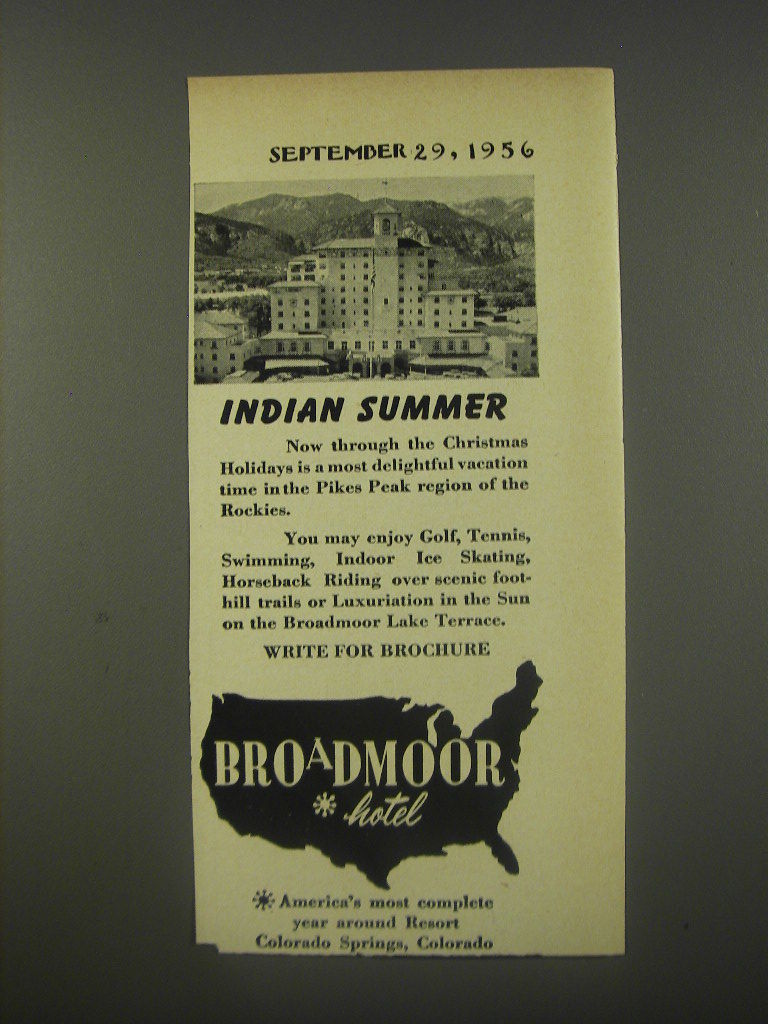 SEPTEMBER 29, 1956
INDIAN SUMMER
Now through the Christmas
Holidays is a most delightful vacation
time in the Pikes Peak region of the
Rockies.
You may enjoy Golf, Tennis,
Swimming, Indoor Ice Skating,
Horseback Riding over scenic foot-
hill trails or Luxuriation in the Sun
on the Broadmoor Lake Terrace.
WRITE FOR BROCHURE
BROADMOOR
hotel
America's most complete
year around Resort
Colorado Springs, Colorado